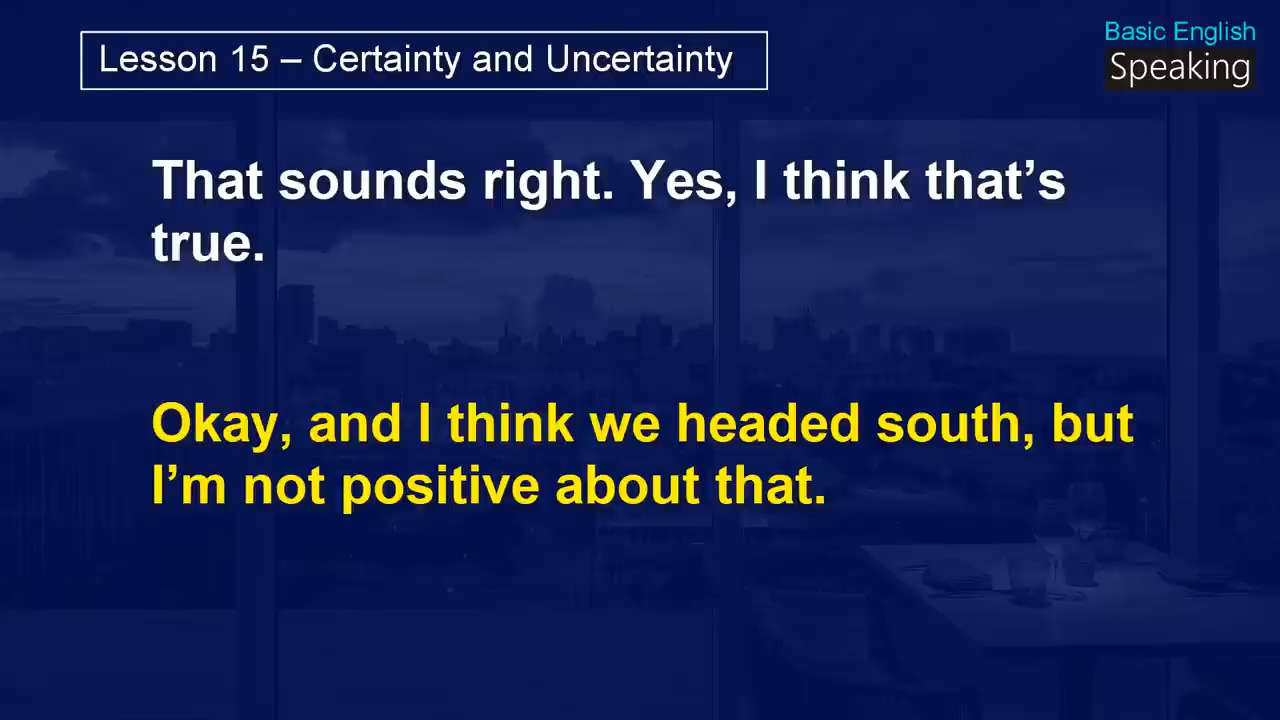 Lesson 15 – Certainty and Uncertainty
Basic English
Speaking
That sounds right. Yes, I think that’s
true.
Okay, and I think we headed south, but
I’m not positive about that.